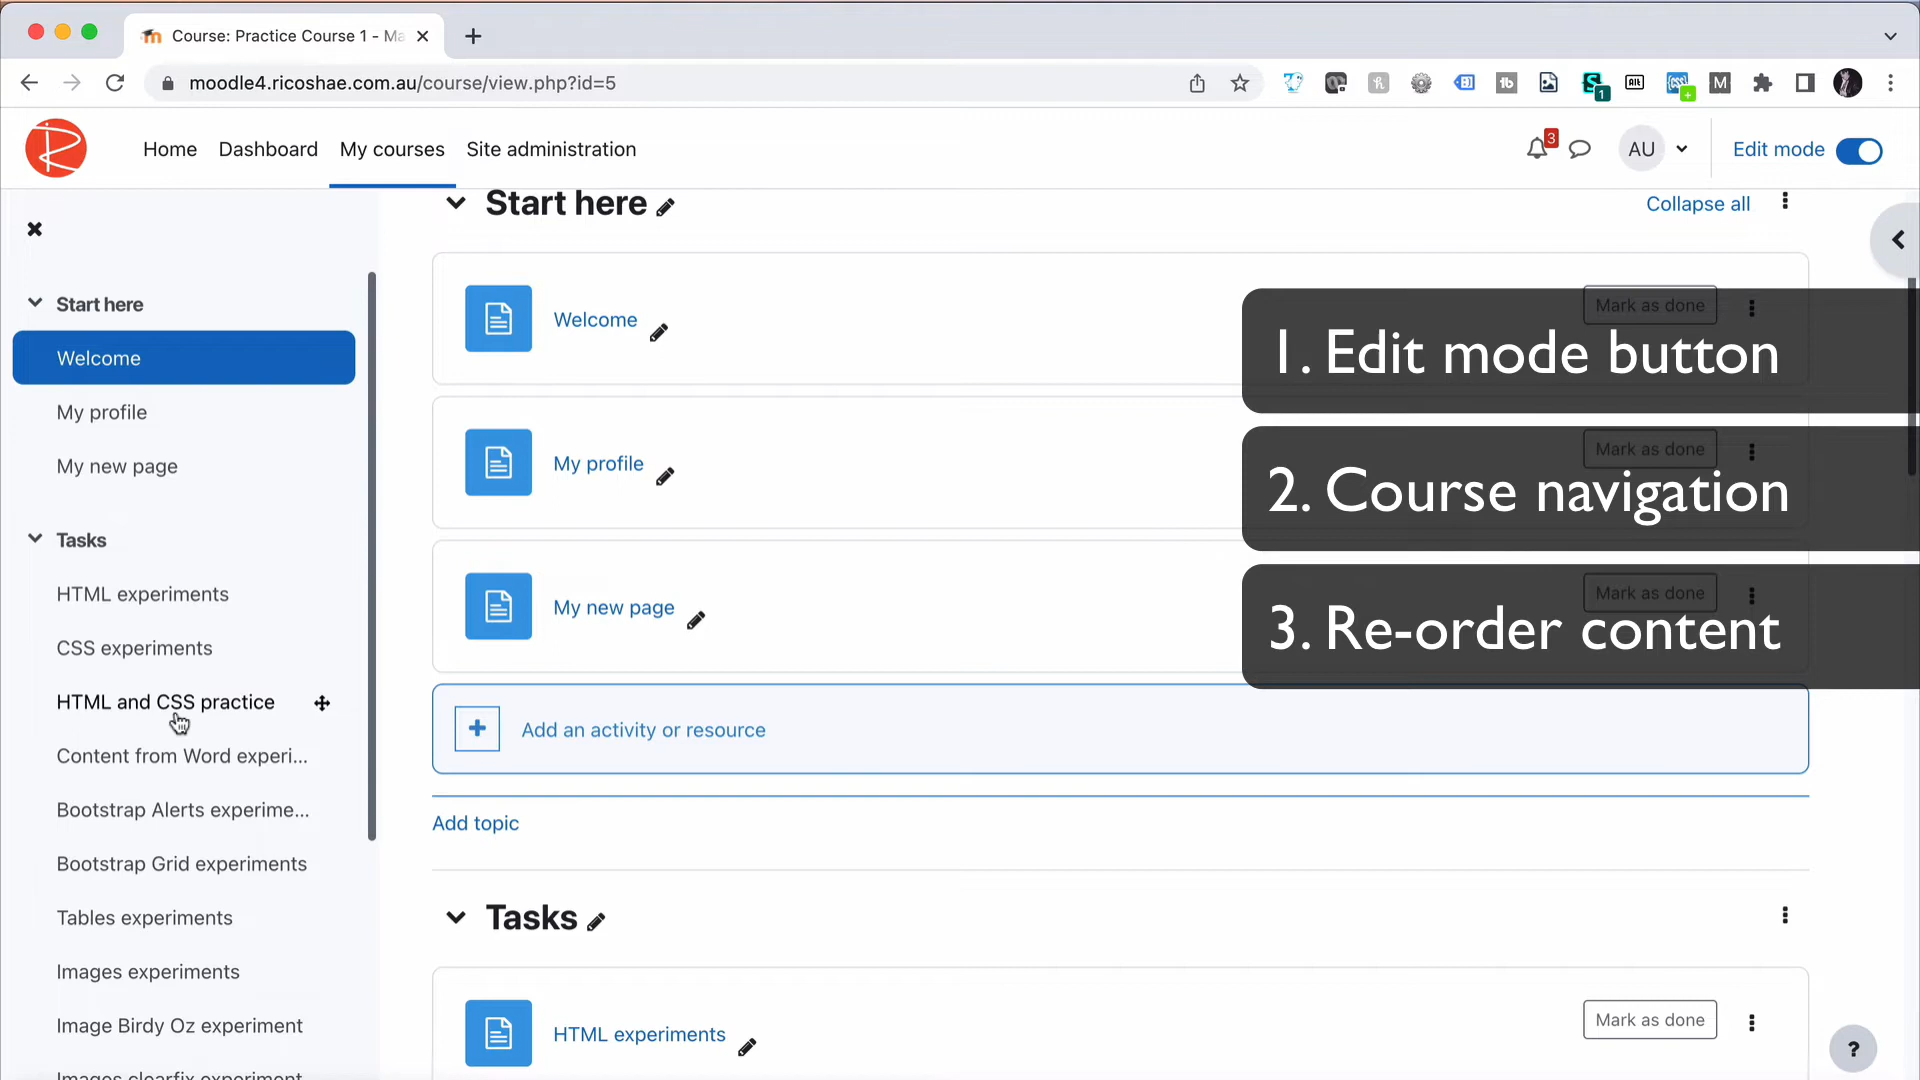 Course: Practice Course 1 - Ma
moodle4.ricoshae.com.au/course/view.php?id=5
1
M
Home
Dashboard
My courses
Site administration
3
AU
Edit mode
Start here
Welcome
My profile
My new page
Tasks
HTML experiments
CSS experiments
HTML and CSS practice
Content from Word experi...
Bootstrap Alerts experime...
Bootstrap Grid experiments
Tables experiments
Images experiments
Image Birdy Oz experiment
Images clearfix experiment
Start here
Collapse all
Welcome
Mark as done
1. Edit mode button
My profile
Mark as done
2. Course navigation
My new page
Mark as done
3. Re-order content
Add an activity or resource
Add topic
Tasks
HTML experiments
Mark as done
?